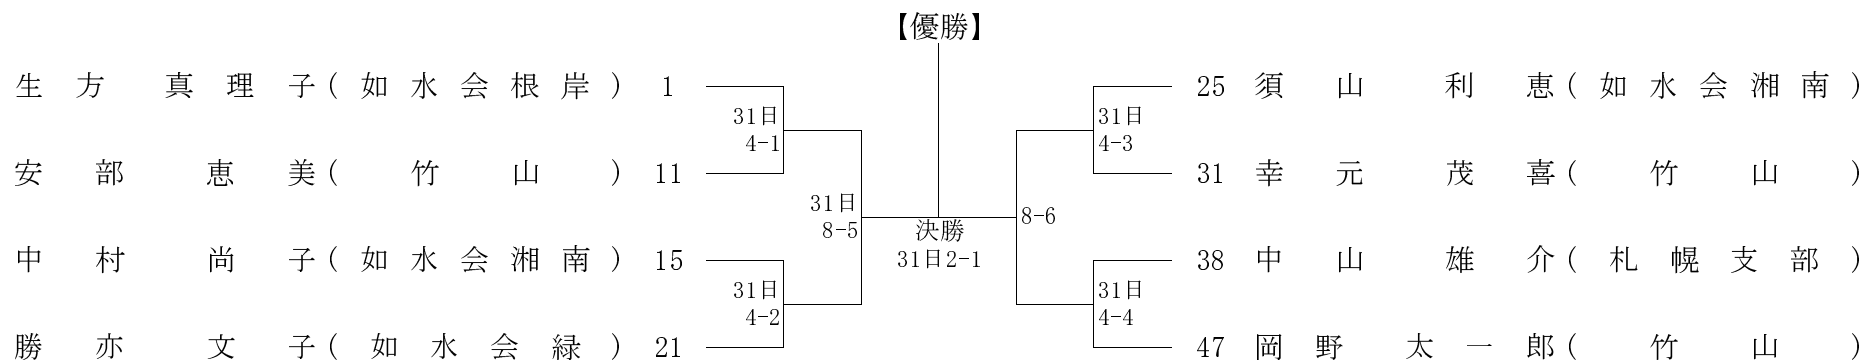 【優勝】
生方 真理子(如水会根岸) 1
31日
4-1
安部 恵美(竹山) 11
31日
8-5
中村 尚子(如水会湘南) 15
31日
4-2
勝亦 文子(如水会緑) 21
決勝
31日2-1
25 須山 利恵(如水会湘南)
31日
4-3
31 幸元 茂喜(竹山)
8-6
38 中山 雄介(札幌支部)
31日
4-4
47 岡野 太一郎(竹山)